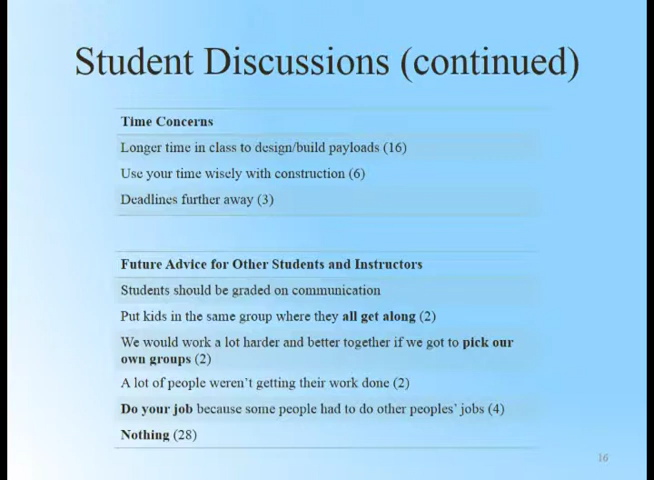 Student Discussions (continued)
Time Concerns
Longer time in class to design/build payloads (16)
Use your time wisely with construction (6)
Deadlines further away (3)
Future Advice for Other Students and Instructors
Students should be graded on communication
Put kids in the same group where they all get along (2)
We would work a lot harder and better together if we got to pick our
own groups (2)
A lot of people weren't getting their work done (2)
Do your job because some people had to do other peoples' jobs (4)
Nothing (28)
16